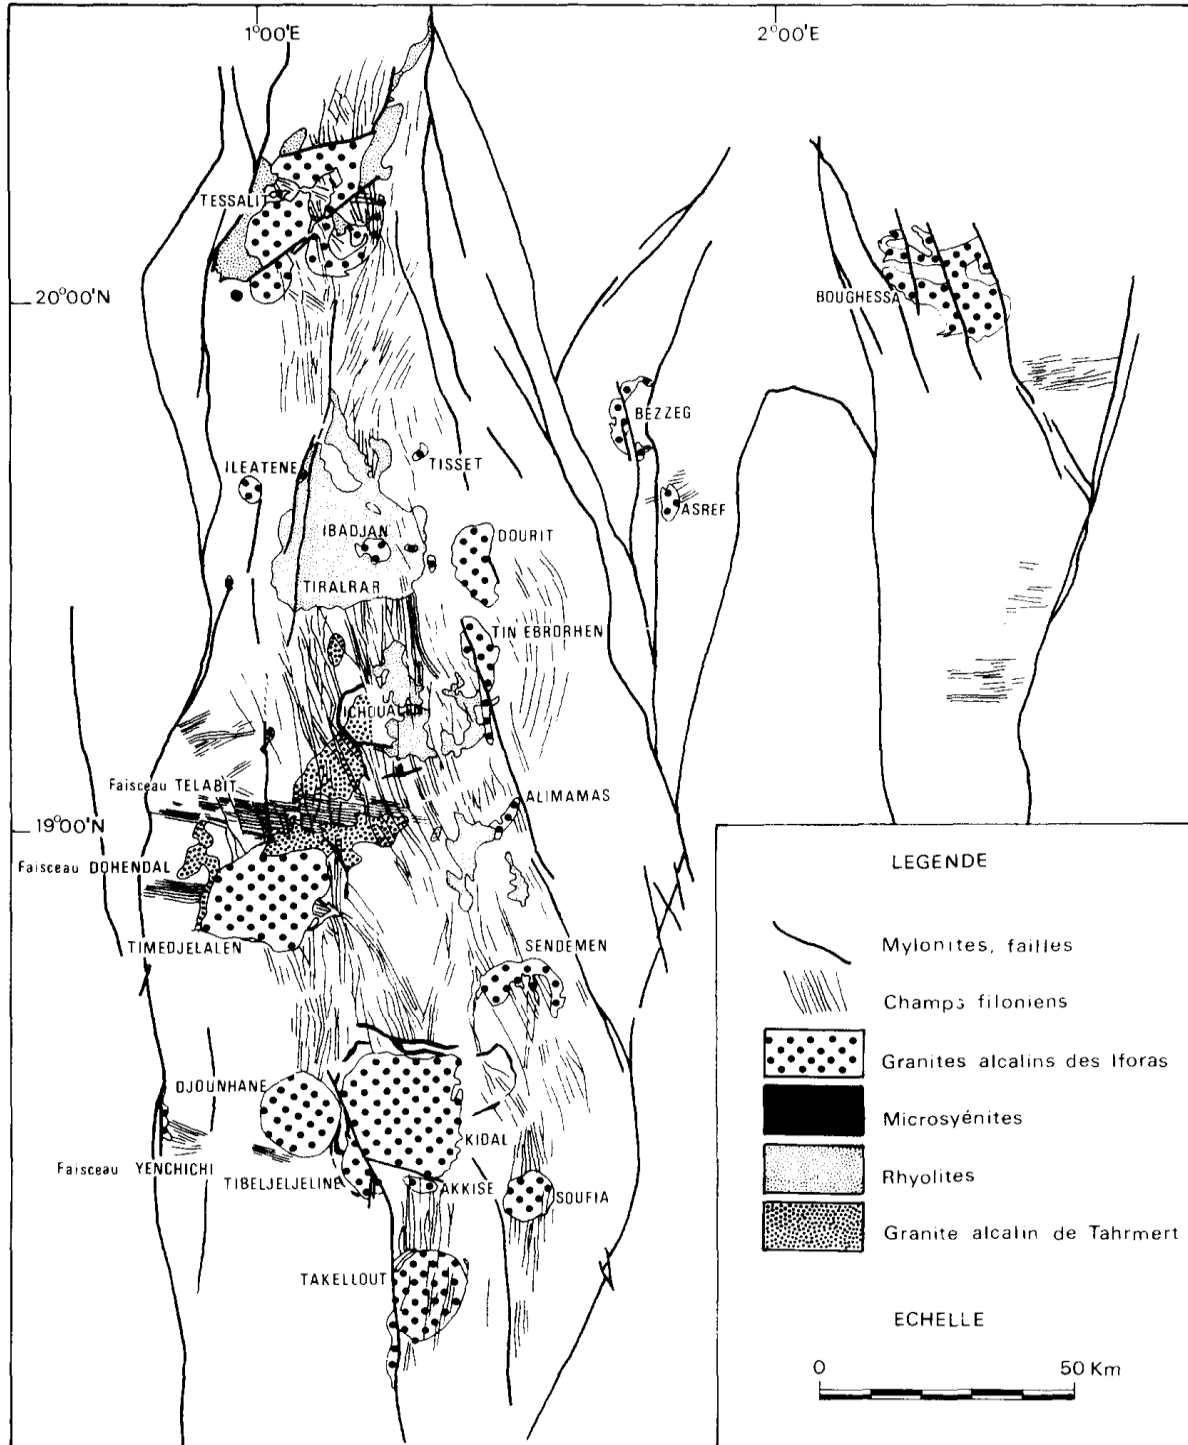 1°00'E
2°00'E
TESSALIT
20°00'N
BOUGHESSA
BEZZEG
ILEATENE
TISSET
ASREF
IBADJAN
DOURIT
TIRALRAR
TIN EBRORHEN
ICHOUALEN
Faisceau TELABIT
ALIMAMAS
19°00'N
Faisceau DOHENDAL
TIMEDJELALEN
SENDEMEN
DJOUNHANE
KIDAL
Faisceau YENCHICHI
TIBELJELJELINE
AKKISE
SOUFIA
TAKELLOUT
LEGENDE
Mylonites, failles
Champs filoniens
Granites alcalins des Iforas
Microsyénites
Rhyolites
Granite alcalin de Tahrmert
ECHELLE
0 50 Km